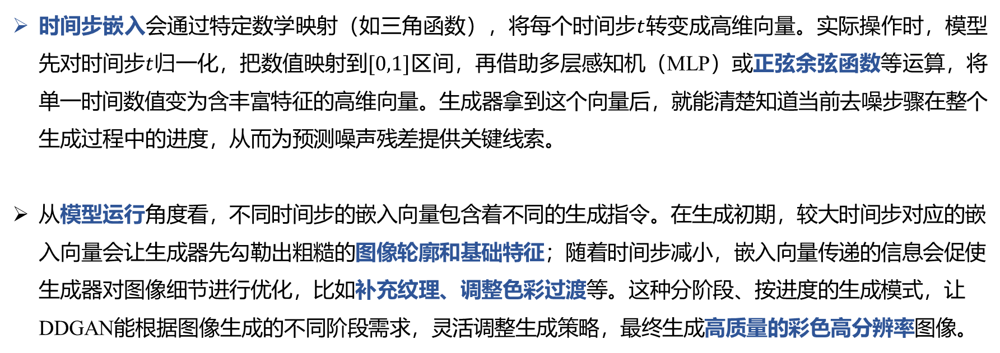 ➢ 时间步嵌入会通过特定数学映射（如三角函数），将每个时间步t转变成高维向量。实际操作时，模型
先对时间步t归一化，把数值映射到[0,1]区间，再借助多层感知机（MLP）或正弦余弦函数等运算，将
单一时间数值变为含丰富特征的高维向量。生成器拿到这个向量后，就能清楚知道当前去噪步骤在整个
生成过程中的进度，从而为预测噪声残差提供关键线索。
➢ 从模型运行角度看，不同时间步的嵌入向量包含着不同的生成指令。在生成初期，较大时间步对应的嵌
入向量会让生成器先勾勒出粗糙的图像轮廓和基础特征；随着时间步减小，嵌入向量传递的信息会促使
生成器对图像细节进行优化，比如补充纹理、调整色彩过渡等。这种分阶段、按进度的生成模式，让
DDGAN能根据图像生成的不同阶段需求，灵活调整生成策略，最终生成高质量的彩色高分辨率图像。